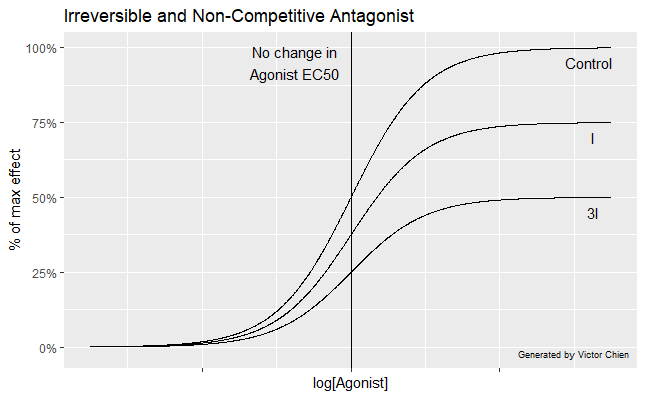 Irreversible and Non-Competitive Antagonist
100%
75%
50%
25%
0%
% of max effect
No change in
Agonist EC50
Control
I
3I
Generated by Victor Chien
log[Agonist]